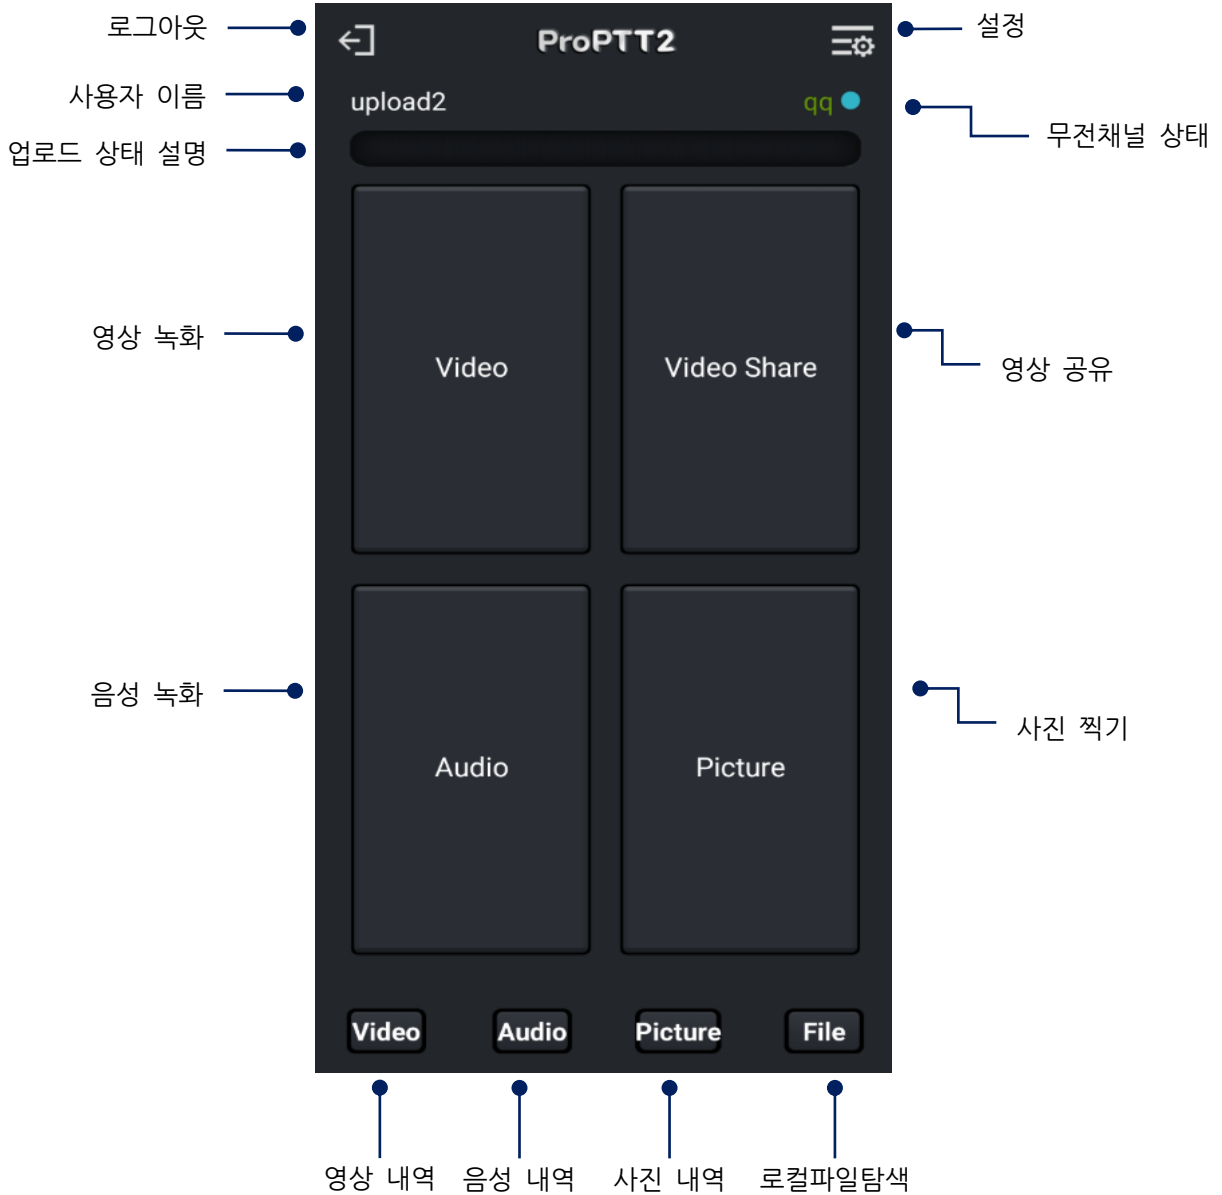 로그아웃
ProPTT2
설정
사용자 이름
upload2
qq
무전채널 상태
업로드 상태 설명
영상 녹화
Video
Video Share
영상 공유
음성 녹화
Audio
Picture
사진 찍기
Video
Audio
Picture
File
영상 내역
음성 내역
사진 내역
로컬파일탐색